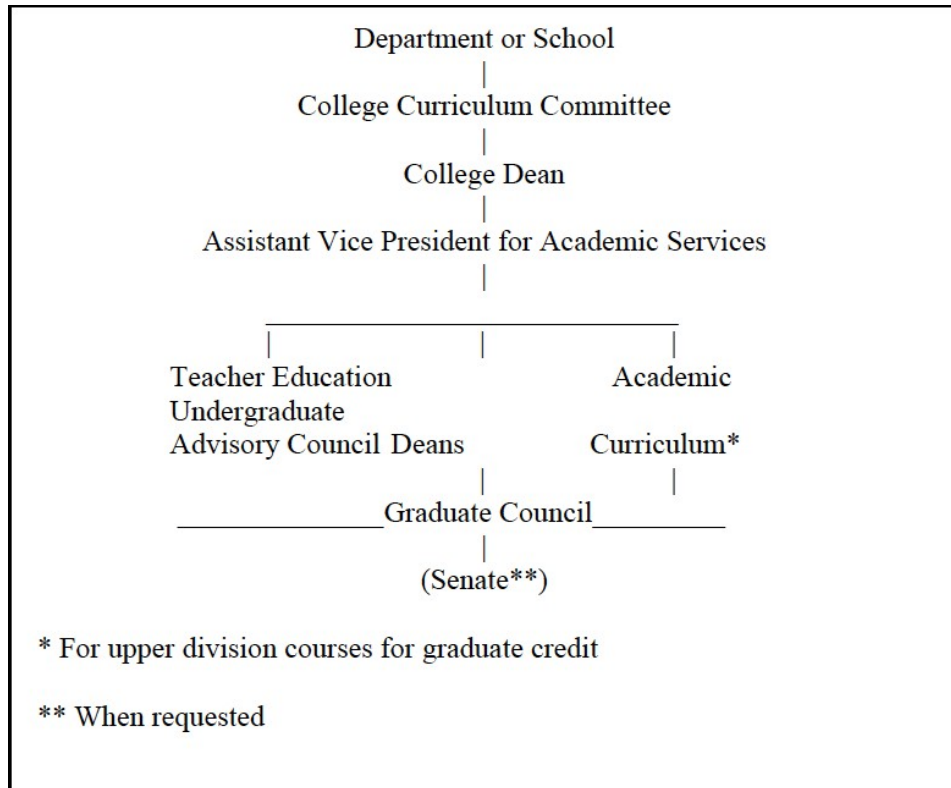 Department or School
College Curriculum Committee
College Dean
Assistant Vice President for Academic Services
Teacher Education Academic
Undergraduate
Advisory Council Deans Curriculum*
Graduate Council
(Senate**)
* For upper division courses for graduate credit
** When requested